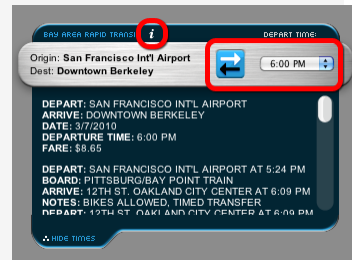 BAY AREA RAPID TRANSI i DEPART TIME:
Origin: San Francisco Int'l Airport
Dest: Downtown Berkeley
6:00 PM
DEPART: SAN FRANCISCO INT'L AIRPORT
ARRIVE: DOWNTOWN BERKELEY
DATE: 3/7/2010
DEPARTURE TIME: 6:00 PM
FARE: $8.65
DEPART: SAN FRANCISCO INT'L AIRPORT AT 5:24 PM
BOARD: PITTSBURG/BAY POINT TRAIN
ARRIVE: 12TH ST. OAKLAND CITY CENTER AT 6:09 PM
NOTES: BIKES ALLOWED, TIMED TRANSFER
DEPART: 12TH ST. OAKLAND CITY CENTER AT 6:09 PM
HIDE TIMES